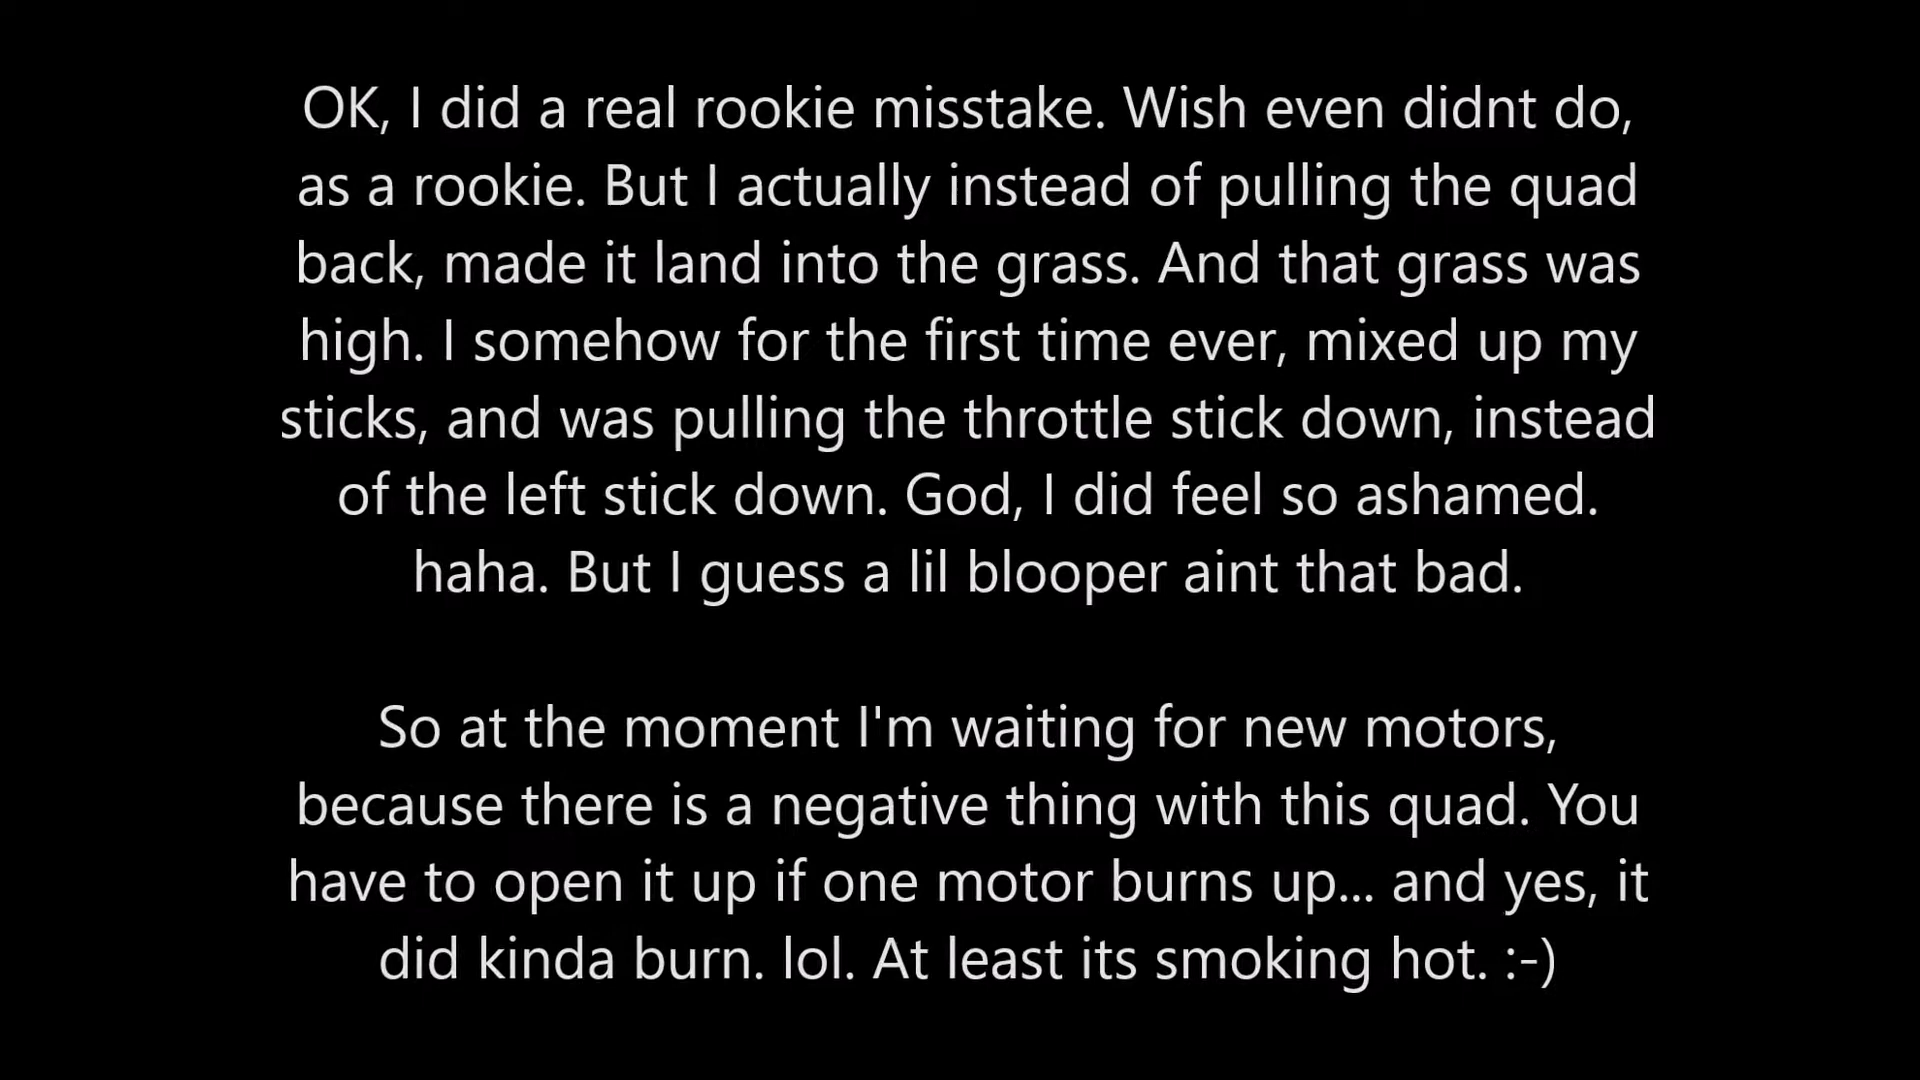 OK, I did a real rookie misstake. Wish even didnt do,
as a rookie. But I actually instead of pulling the quad
back, made it land into the grass. And that grass was
high. I somehow for the first time ever, mixed up my
sticks, and was pulling the throttle stick down, instead
of the left stick down. God, I did feel so ashamed.
haha. But I guess a lil blooper aint that bad.
So at the moment I'm waiting for new motors,
because there is a negative thing with this quad. You
have to open it up if one motor burns up... and yes, it
did kinda burn. lol. At least its smoking hot. :-)